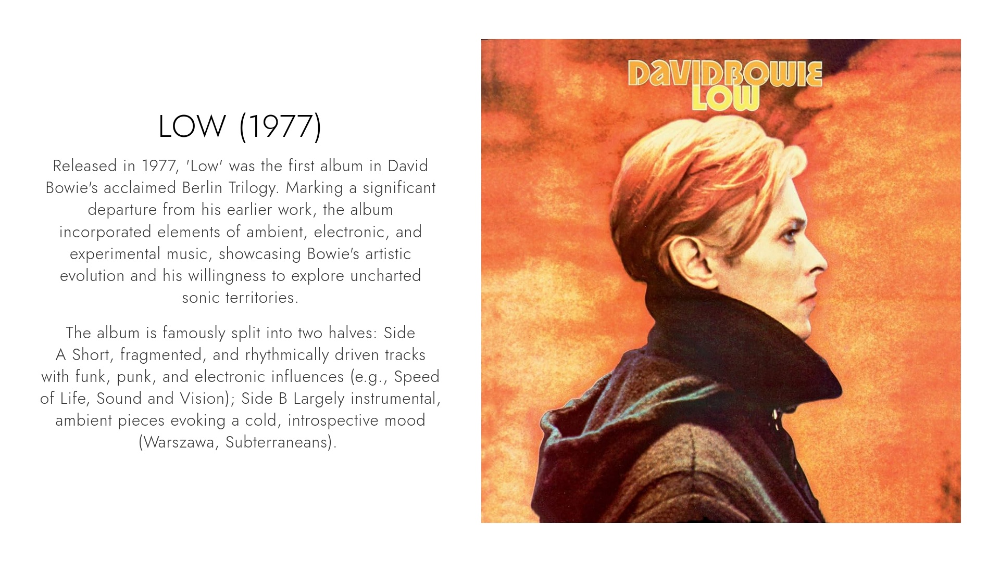 LOW (1977)
Released in 1977, 'Low' was the first album in David
Bowie's acclaimed Berlin Trilogy. Marking a significant
departure from his earlier work, the album
incorporated elements of ambient, electronic, and
experimental music, showcasing Bowie's artistic
evolution and his willingness to explore uncharted
sonic territories.
The album is famously split into two halves: Side
A Short, fragmented, and rhythmically driven tracks
with funk, punk, and electronic influences (e.g., Speed
of Life, Sound and Vision); Side B Largely instrumental,
ambient pieces evoking a cold, introspective mood
(Warszawa, Subterraneans).
DAVID BOWIE
LOW